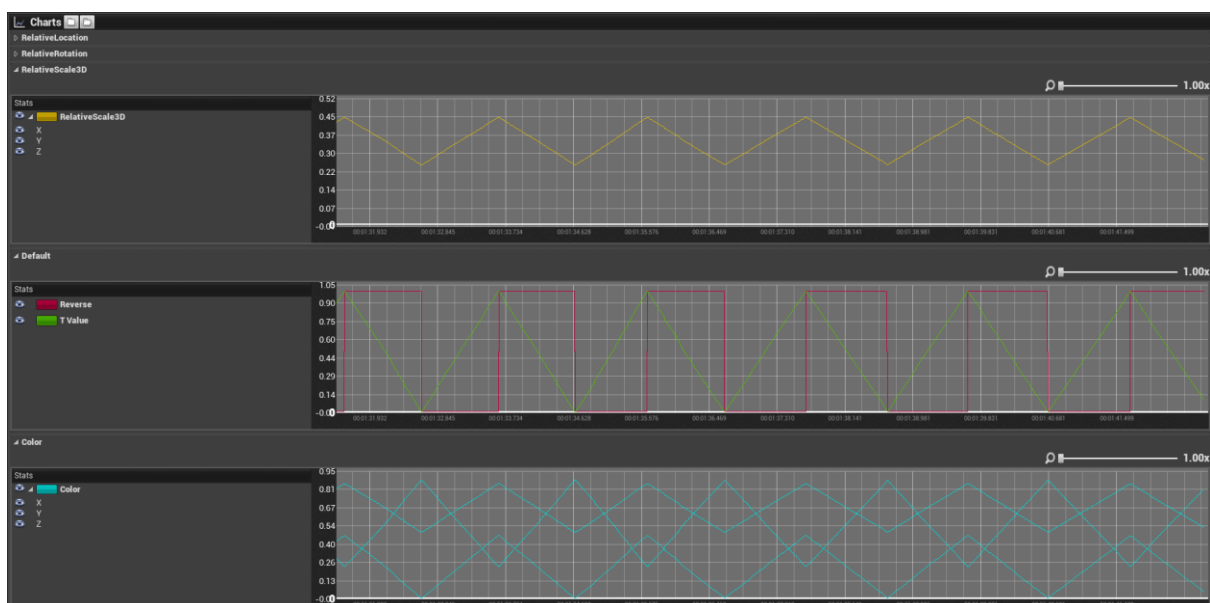 Charts
RelativeLocation
RelativeRotation
RelativeScale3D
1.00x
Stats
RelativeScale3D
X
Y
Z
0.52
0.45
0.37
0.30
0.22
0.14
0.07
-0.00
00:01:31.932 00:01:32.845 00:01:33.734 00:01:34.628 00:01:35.576 00:01:36.469 00:01:37.310 00:01:38.141 00:01:38.981 00:01:39.831 00:01:40.681 00:01:41.499
Default
1.00x
Stats
Reverse
T Value
1.05
0.90
0.75
0.60
0.44
0.29
0.14
-0.00
00:01:31.932 00:01:32.845 00:01:33.734 00:01:34.628 00:01:35.576 00:01:36.469 00:01:37.310 00:01:38.141 00:01:38.981 00:01:39.831 00:01:40.681 00:01:41.499
Color
1.00x
Stats
Color
X
Y
Z
0.95
0.81
0.67
0.54
0.40
0.26
0.13